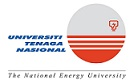 UNIVERSITI
TENAGA
NASIONAL
The National Energy University